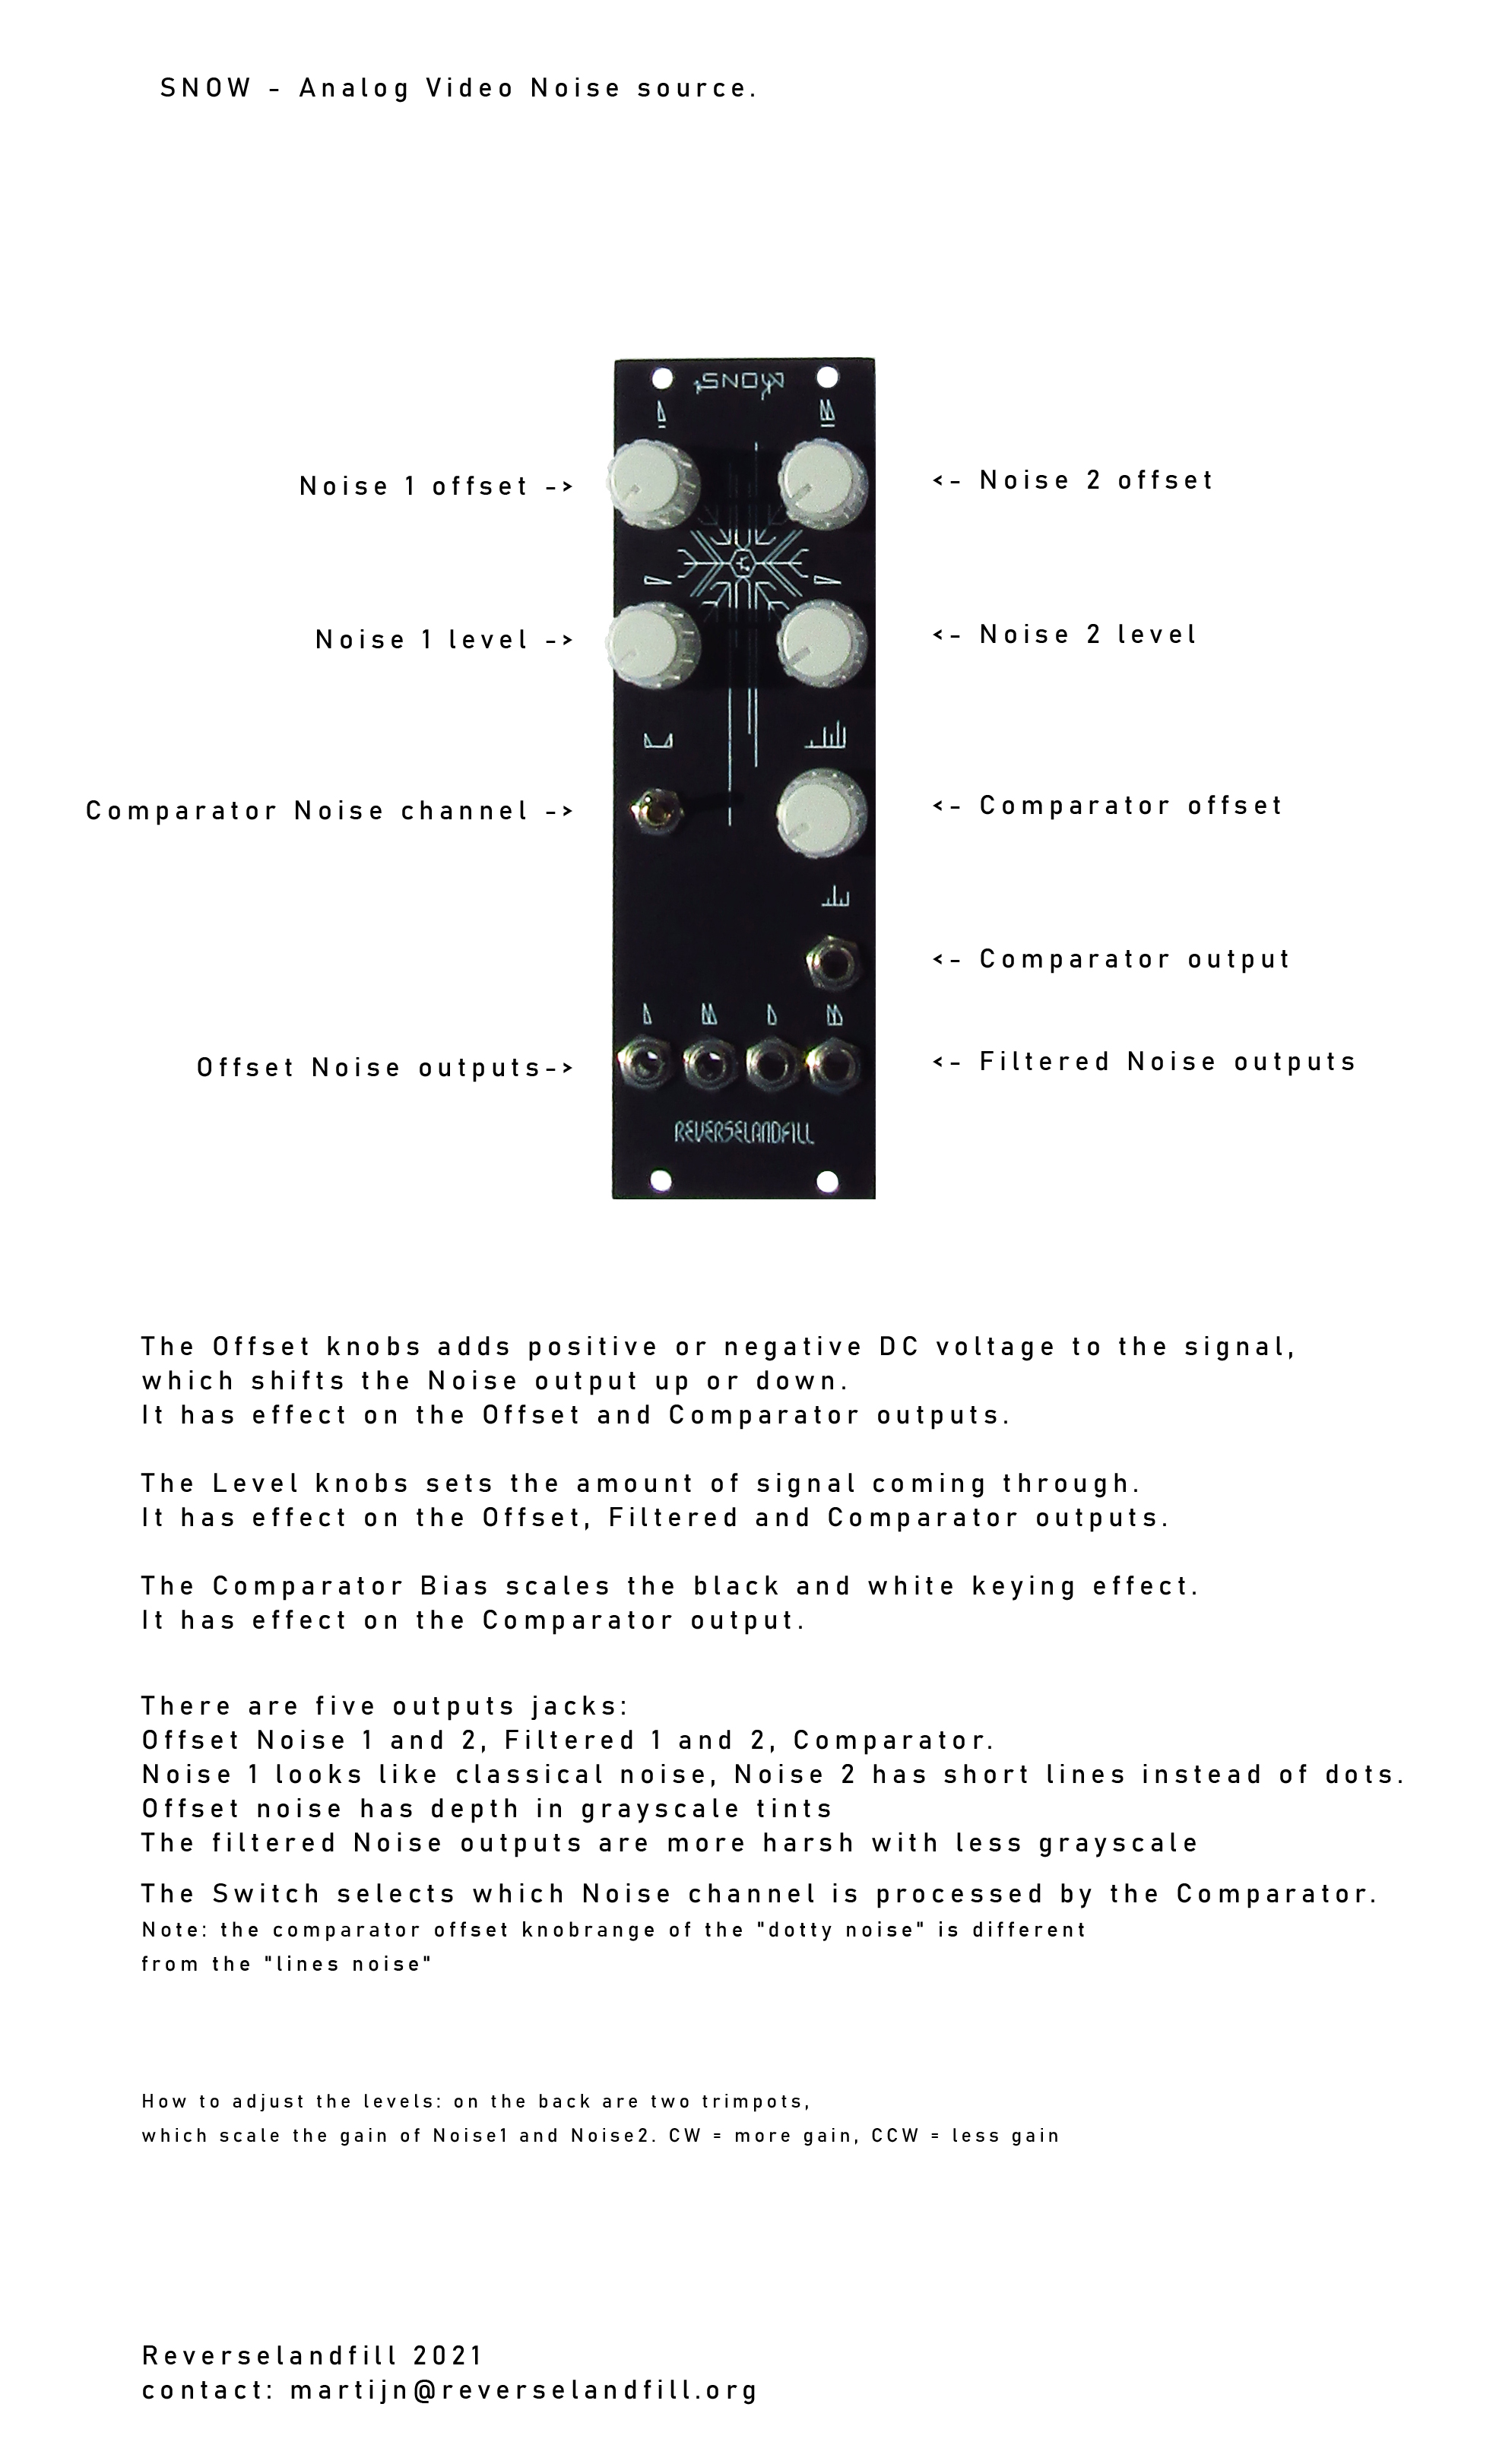 SNOW - Analog Video Noise source.
SNOW
Noise 1 offset ->
<- Noise 2 offset
Noise 1 level ->
<- Noise 2 level
Comparator Noise channel ->
<- Comparator offset
<- Comparator output
Offset Noise outputs->
<- Filtered Noise outputs
REVERSELANDFILL
The Offset knobs adds positive or negative DC voltage to the signal,
which shifts the Noise output up or down.
It has effect on the Offset and Comparator outputs.
The Level knobs sets the amount of signal coming through.
It has effect on the Offset, Filtered and Comparator outputs.
The Comparator Bias scales the black and white keying effect.
It has effect on the Comparator output.
There are five outputs jacks:
Offset Noise 1 and 2, Filtered 1 and 2, Comparator.
Noise 1 looks like classical noise, Noise 2 has short lines instead of dots.
Offset noise has depth in grayscale tints
The filtered Noise outputs are more harsh with less grayscale
The Switch selects which Noise channel is processed by the Comparator.
Note: the comparator offset knobrange of the "dotty noise" is different
from the "lines noise"
How to adjust the levels: on the back are two trimpots,
which scale the gain of Noise1 and Noise2. CW = more gain, CCW = less gain
Reverselandfill 2021
contact: martijn@reverselandfill.org